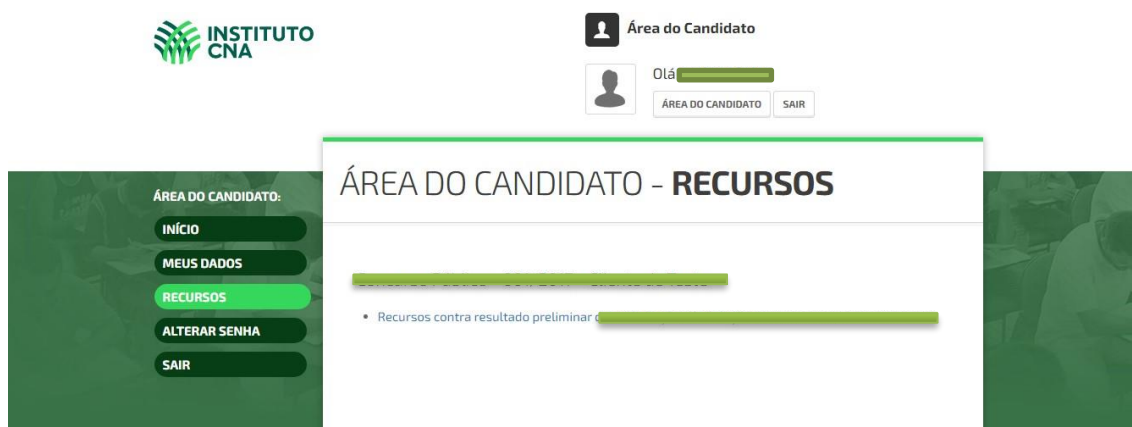 INSTITUTO
CNA
Área do Candidato
Olá
ÁREA DO CANDIDATO
SAIR
ÁREA DO CANDIDATO:
INÍCIO
MEUS DADOS
RECURSOS
ALTERAR SENHA
SAIR
ÁREA DO CANDIDATO - RECURSOS
Recursos contra resultado preliminar